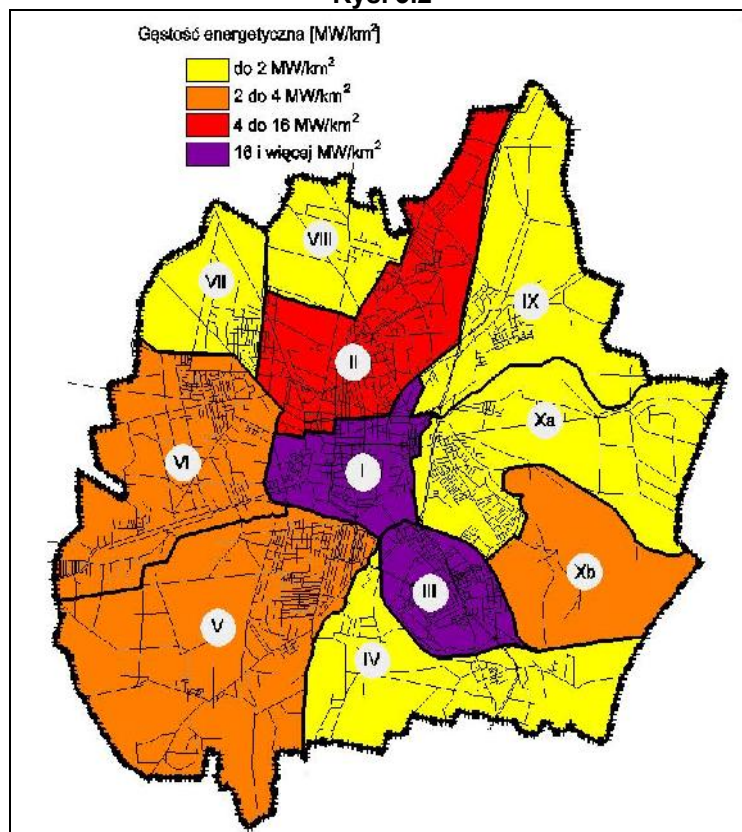 Gęstość energetyczna [MW/km²]
do 2 MW/km²
2 do 4 MW/km²
4 do 16 MW/km²
16 i więcej MW/km²
VIII
VII
IX
II
Xa
VI
I
Xb
III
V
IV